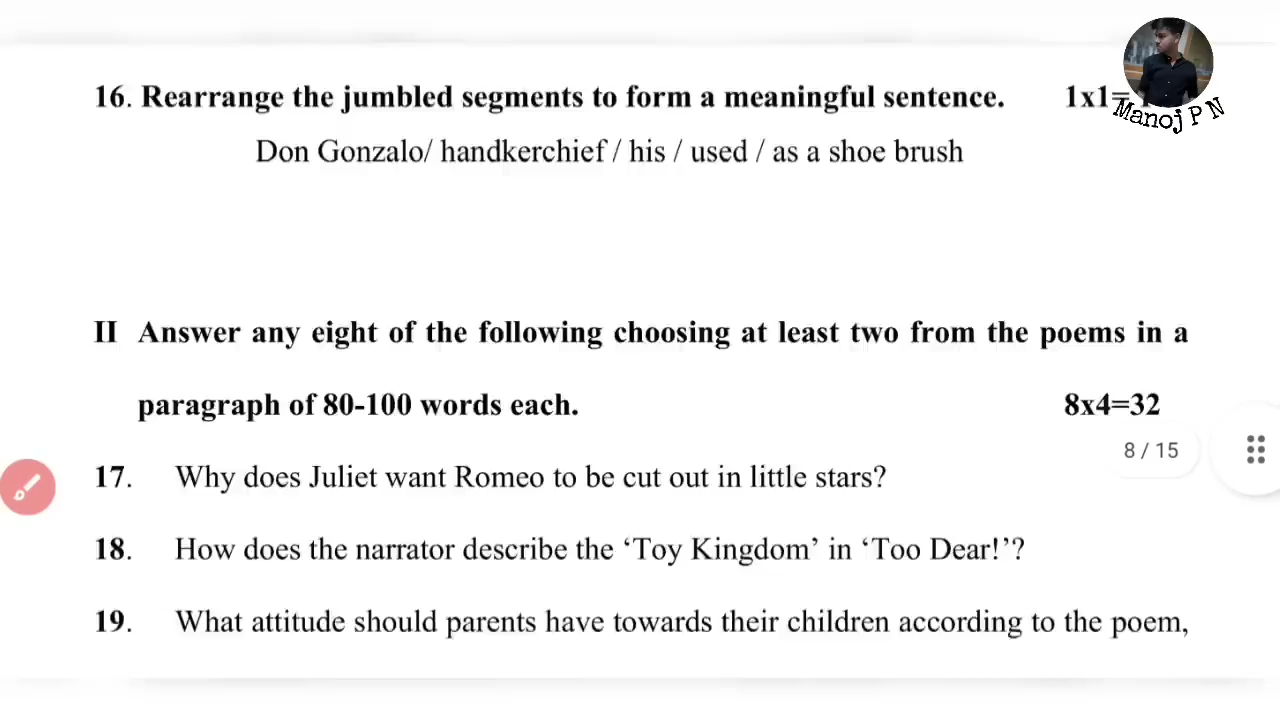 16. Rearrange the jumbled segments to form a meaningful sentence. 1x1=
Manoj P N
Don Gonzalo/ handkerchief / his / used / as a shoe brush
II Answer any eight of the following choosing at least two from the poems in a
paragraph of 80-100 words each. 8x4=32
8 / 15
17. Why does Juliet want Romeo to be cut out in little stars?
18. How does the narrator describe the ‘Toy Kingdom’ in ‘Too Dear!’?
19. What attitude should parents have towards their children according to the poem,